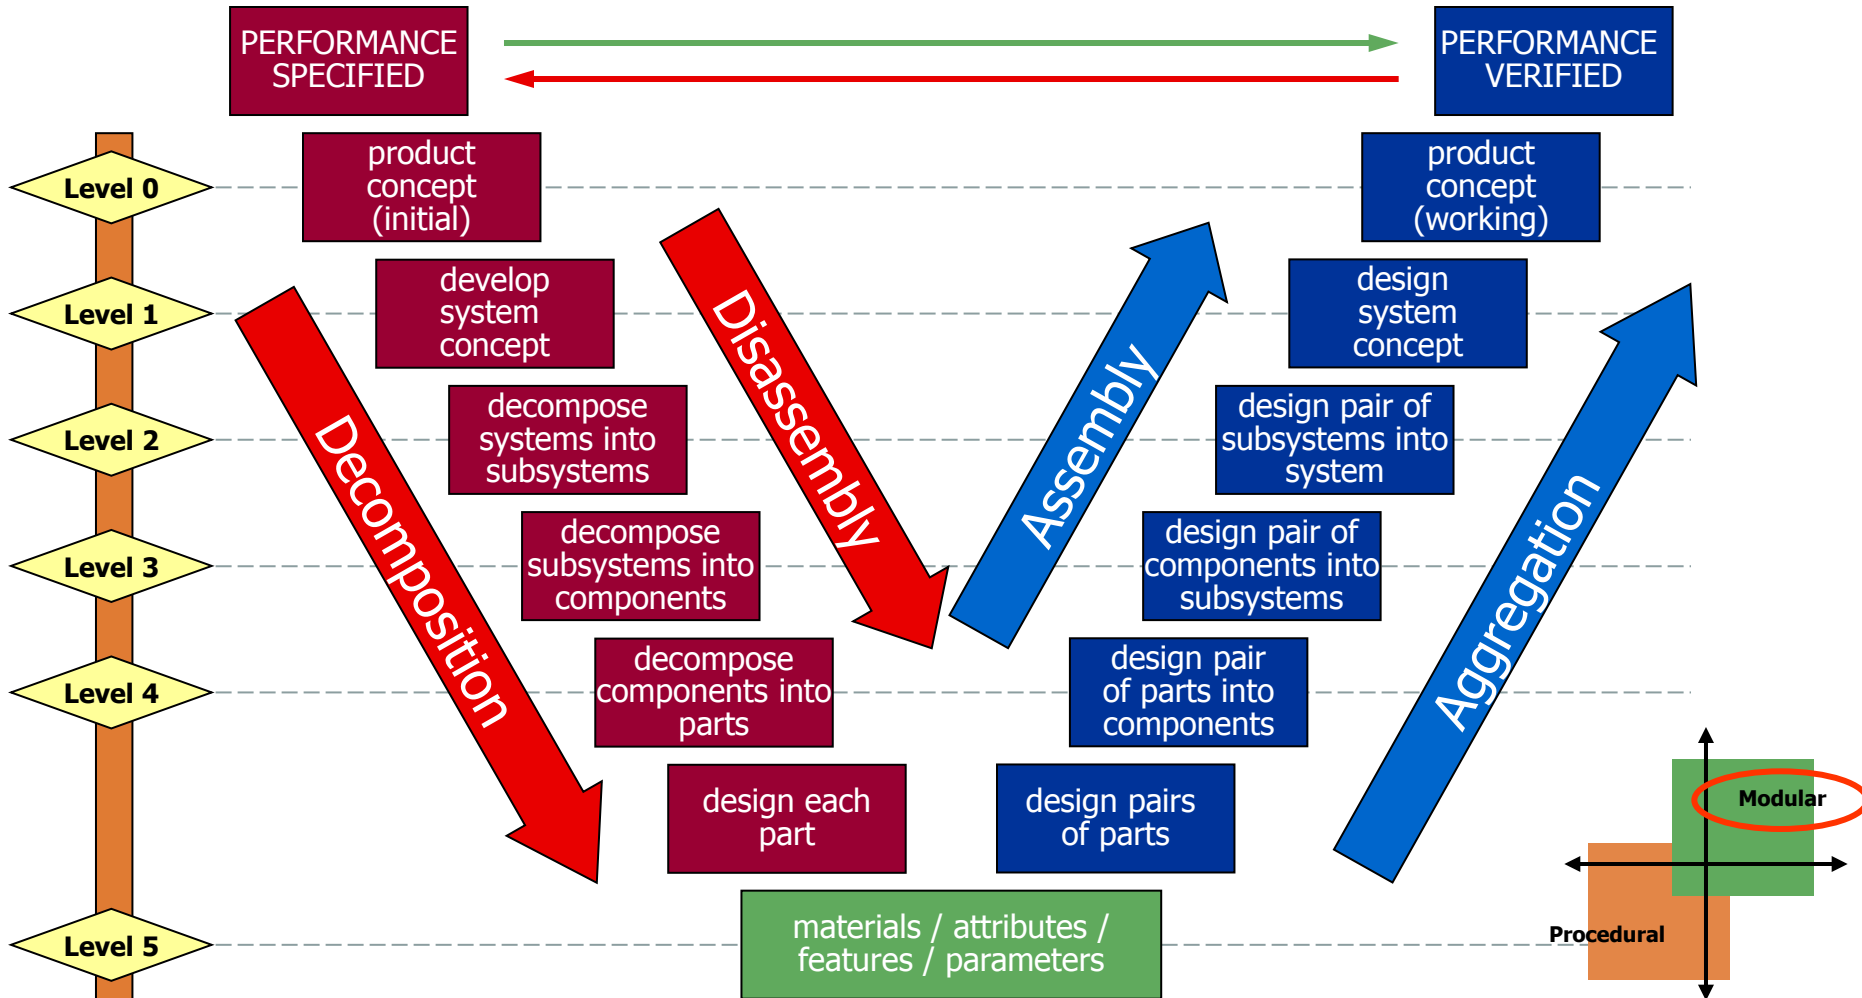 PERFORMANCE
SPECIFIED
PERFORMANCE
VERIFIED
Level 0
product
concept
(initial)
product
concept
(working)
Level 1
develop
system
concept
design
system
concept
Disassembly
Assembly
Level 2
decompose
systems into
subsystems
design pair of
subsystems into
system
Decomposition
Aggregation
Level 3
decompose
subsystems into
components
design pair of
components into
subsystems
Level 4
decompose
components into
parts
design pair
of parts into
components
design each
part
design pairs
of parts
Modular
Procedural
Level 5
materials / attributes /
features / parameters